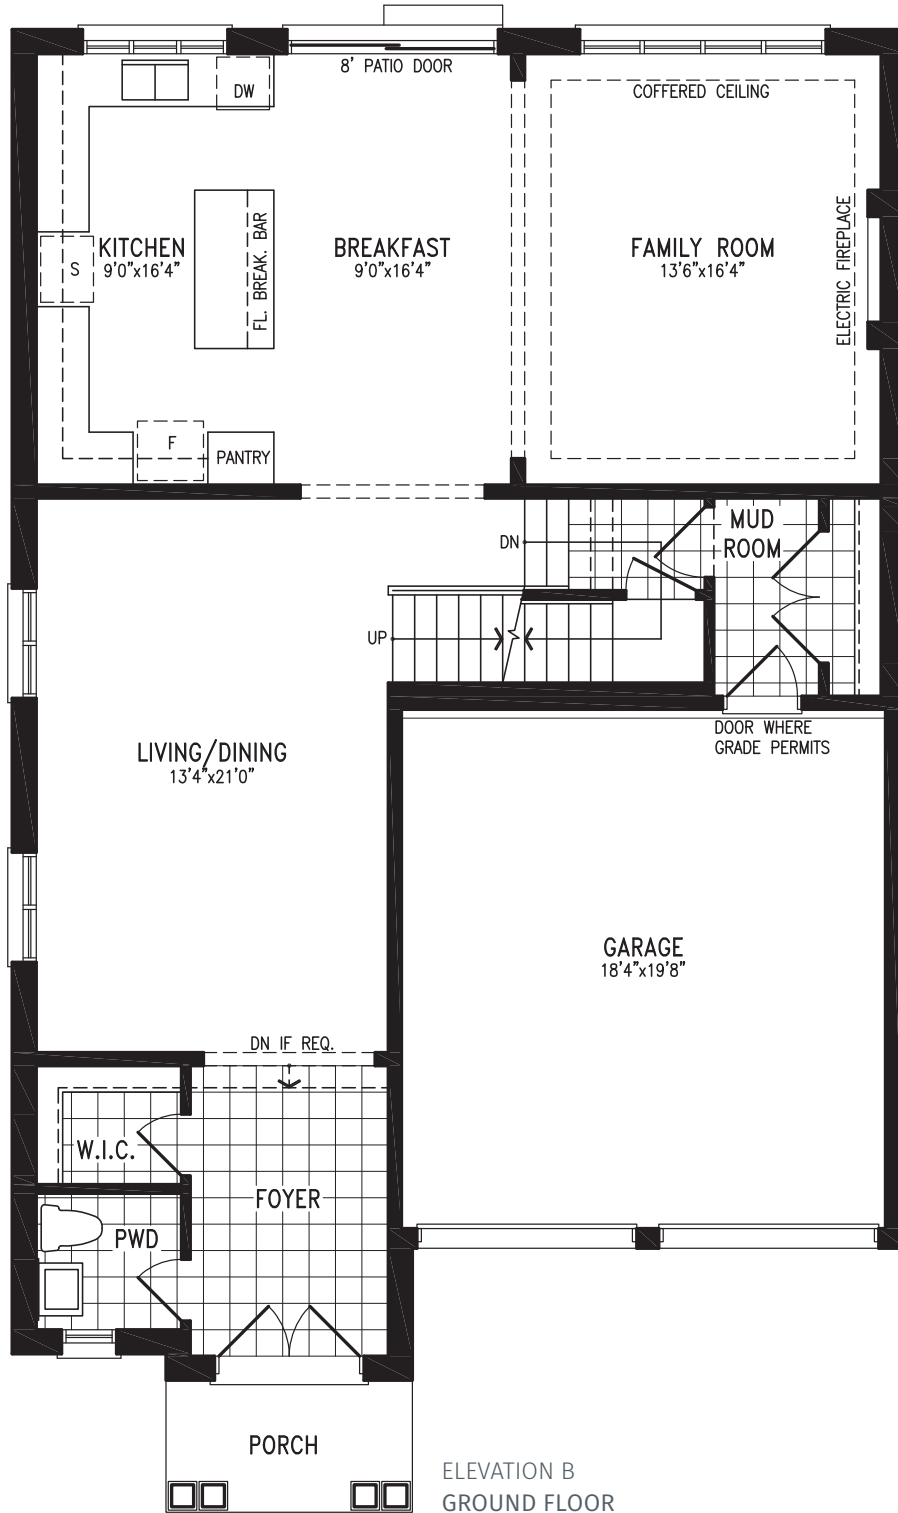 8' PATIO DOOR
DW
COFFERED CEILING
KITCHEN
9'0"x16'4"
FL. BREAK. BAR
BREAKFAST
9'0"x16'4"
FAMILY ROOM
13'6"x16'4"
ELECTRIC FIREPLACE
S
F
PANTRY
MUD
ROOM
DN
UP
DOOR WHERE
GRADE PERMITS
LIVING/DINING
13'4"x21'0"
GARAGE
18'4"x19'8"
DN IF REQ.
W.I.C.
FOYER
PWD
PORCH
ELEVATION B
GROUND FLOOR